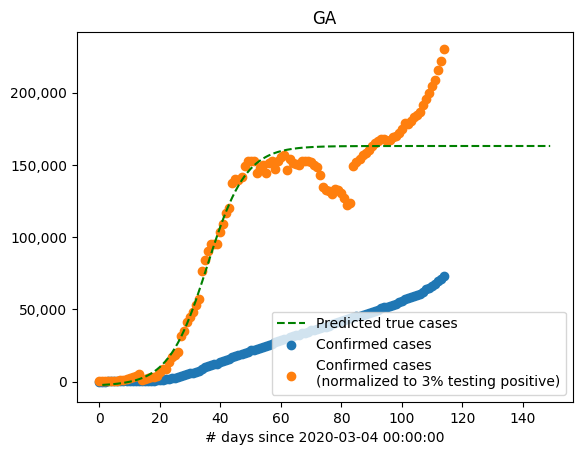 GA
200,000
150,000
100,000
50,000
0
Predicted true cases
Confirmed cases
Confirmed cases
(normalized to 3% testing positive)
0 20 40 60 80 100 120 140
# days since 2020-03-04 00:00:00